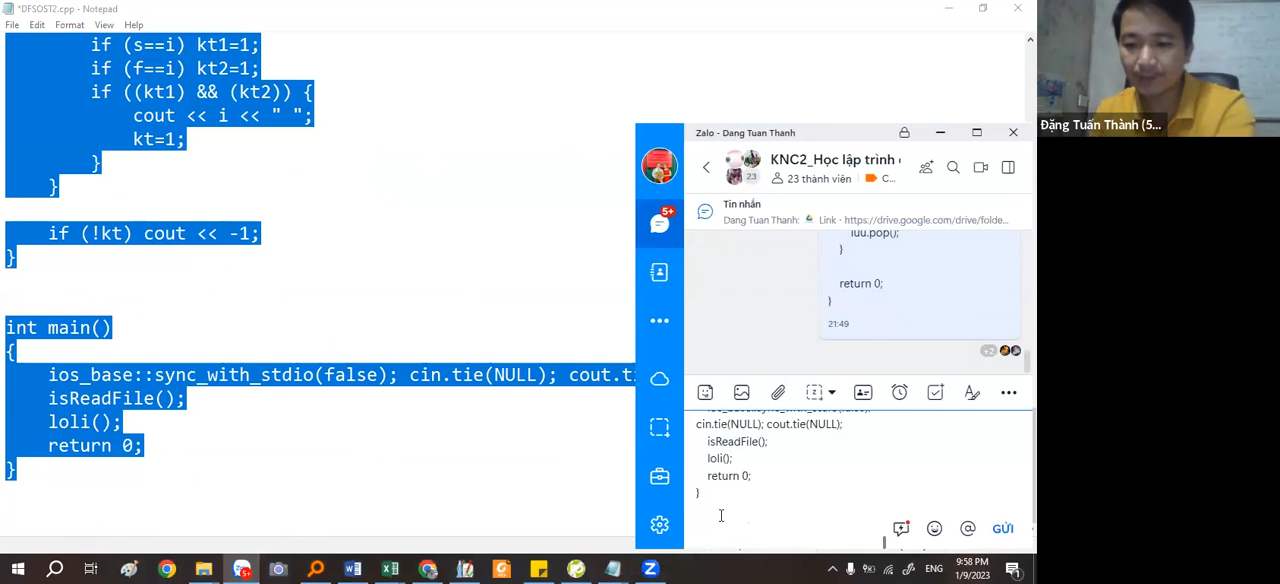 *DFSOST2.cpp - Notepad
File Edit Format View Help
if (s==i) kt1=1;
if (f==i) kt2=1;
if ((kt1) && (kt2)) {
cout << i << " ";
kt=1;
}
}
if (!kt) cout << -1;
}
int main()
{
ios_base::sync_with_stdio(false); cin.tie(NULL); cout.ti
isReadFile();
loli();
return 0;
}
Đặng Tuấn Thành (5...
Zalo - Dang Tuan Thanh
KNC2_Học lập trình
23 thành viên C...
23
5+
Tin nhắn
Dang Tuan Thanh: Link - https://drive.google.com/drive/folde...
luu.pop();
}
return 0;
}
21:49
+2
cin.tie(NULL); cout.tie(NULL);
isReadFile();
loli();
return 0;
}
GỬI
ENG
9:58 PM
1/9/2023